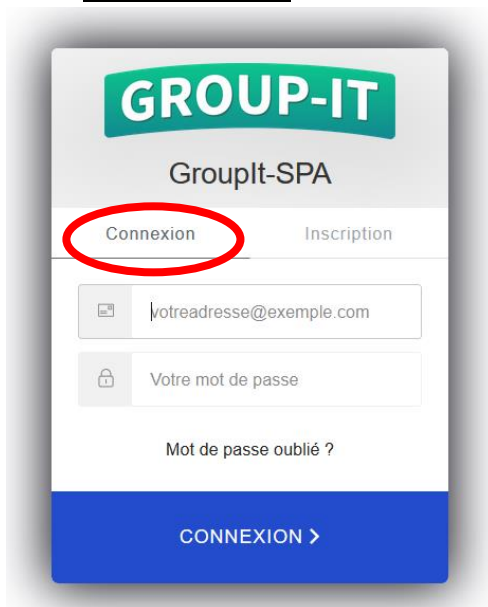 GROUP-IT
GroupIt-SPA
Connexion Inscription
votreadresse@exemple.com
Votre mot de passe
Mot de passe oublié ?
CONNEXION >